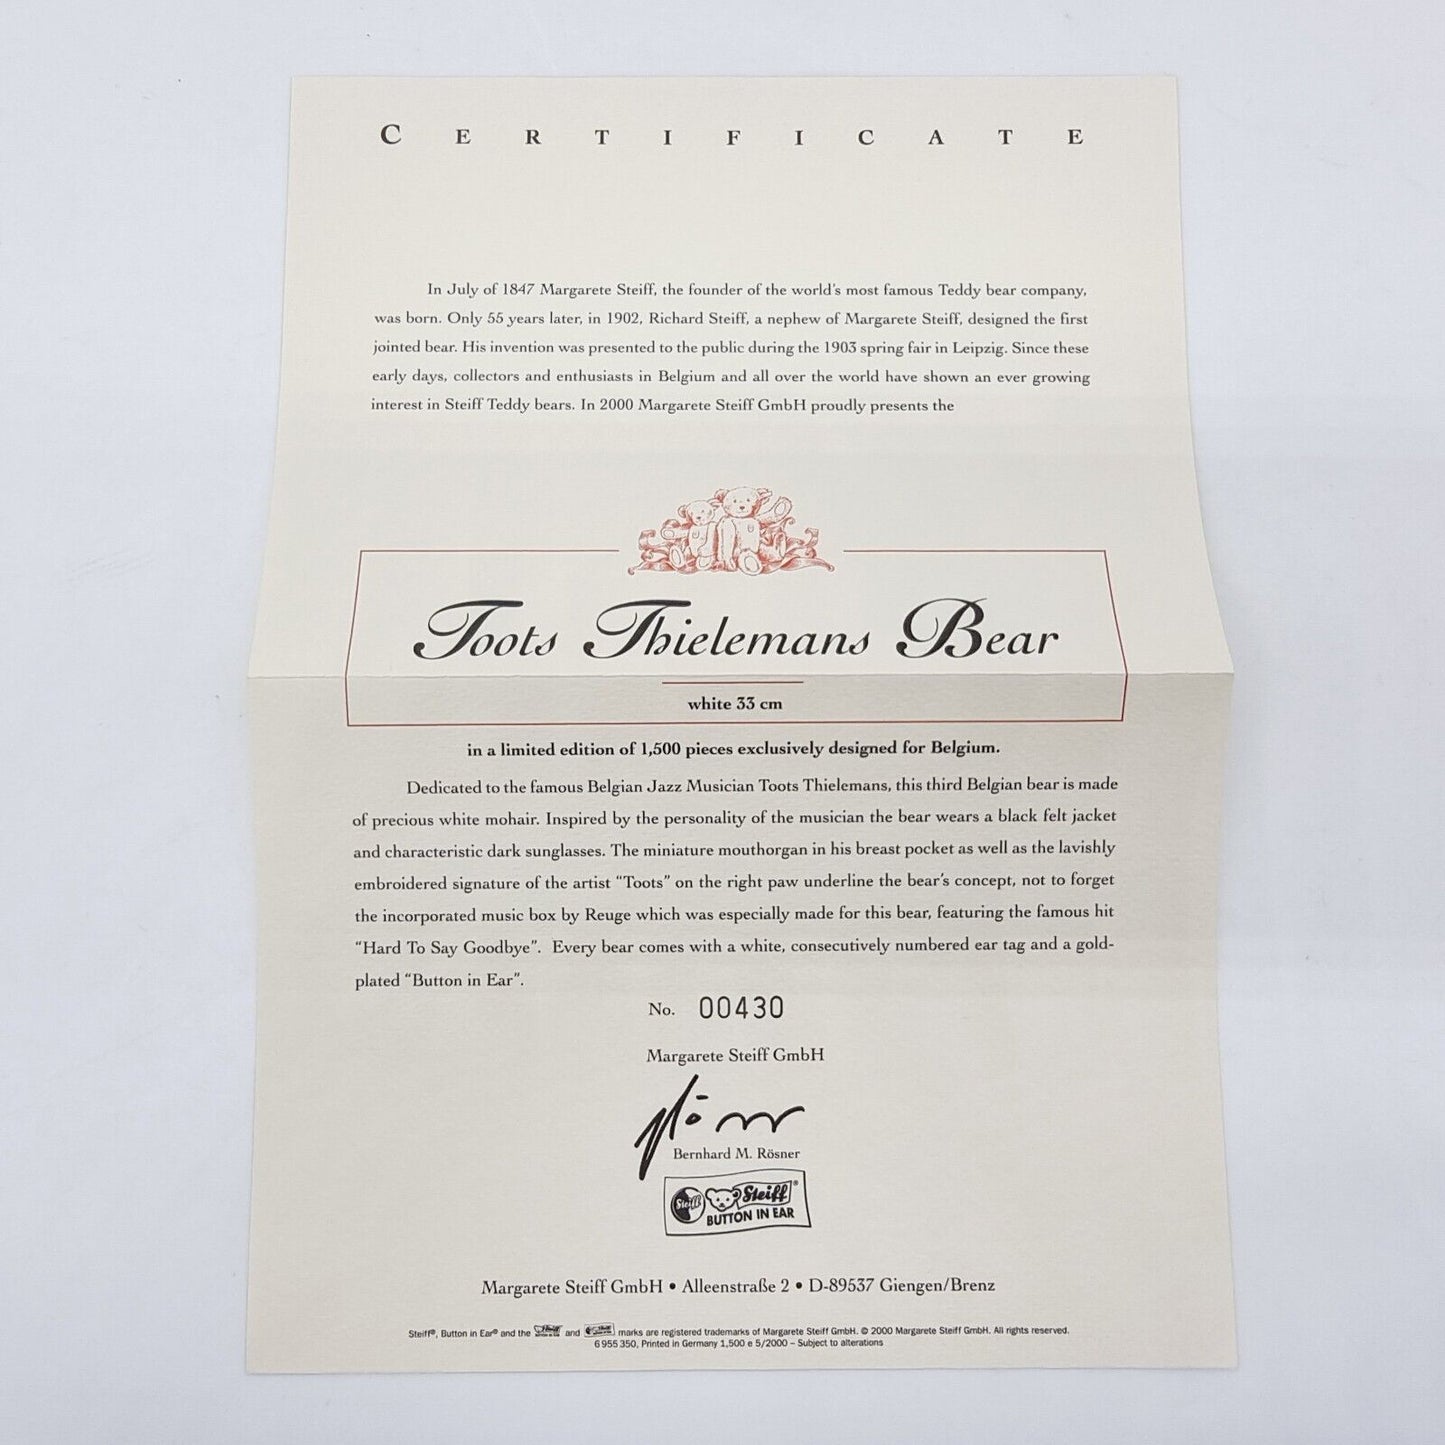 CERTIFICATE
In July of 1847 Margarete Steiff, the founder of the world's most famous Teddy bear company,
was born. Only 55 years later, in 1902, Richard Steiff, a nephew of Margarete Steiff, designed the first
jointed bear. His invention was presented to the public during the 1903 spring fair in Leipzig. Since these
early days, collectors and enthusiasts in Belgium and all over the world have shown an ever growing
interest in Steiff Teddy bears. In 2000 Margarete Steiff GmbH proudly presents the
Toots Thielemans Bear
white 33 cm
in a limited edition of 1,500 pieces exclusively designed for Belgium.
Dedicated to the famous Belgian Jazz Musician Toots Thielemans, this third Belgian bear is made
of precious white mohair. Inspired by the personality of the musician the bear wears a black felt jacket
and characteristic dark sunglasses. The miniature mouthorgan in his breast pocket as well as the lavishly
embroidered signature of the artist “Toots” on the right paw underline the bear's concept, not to forget
the incorporated music box by Reuge which was especially made for this bear, featuring the famous hit
“Hard To Say Goodbye”. Every bear comes with a white, consecutively numbered ear tag and a gold-
plated “Button in Ear”.
No. 00430
Margarete Steiff GmbH
Bernhard M. Rösner
Steiff Steiff®
BUTTON IN EAR
Margarete Steiff GmbH • Alleenstraße 2 • D-89537 Giengen/Brenz
Steiff®, Button in Ear® and the and marks are registered trademarks of Margarete Steiff GmbH. © 2000 Margarete Steiff GmbH. All rights reserved.
6 955 350, Printed in Germany 1,500 e 5/2000 – Subject to alterations